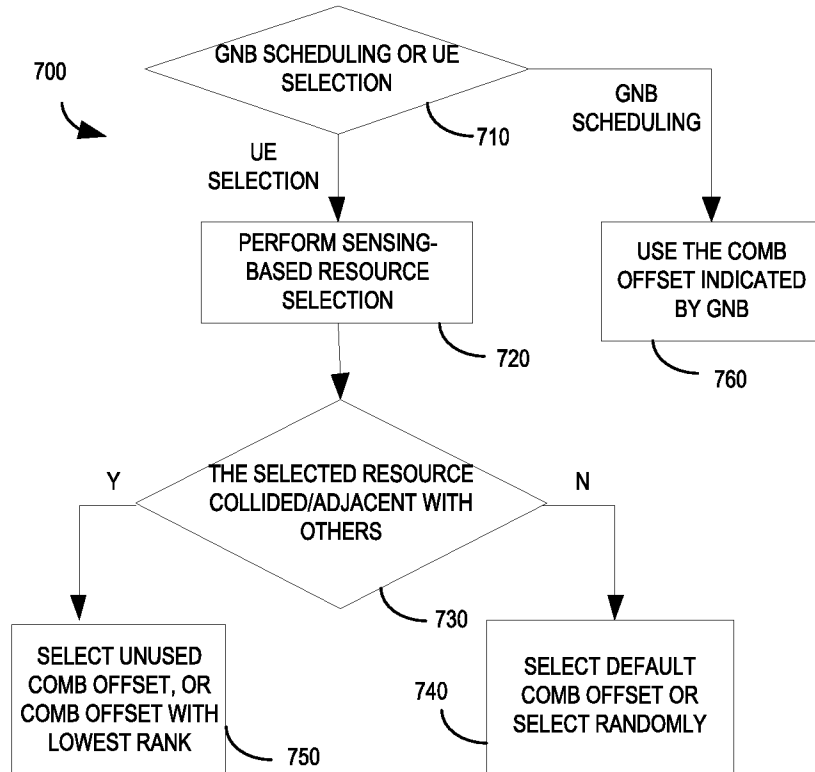 GNB SCHEDULING OR UE
SELECTION
700
710
GNB
SCHEDULING
UE
SELECTION
PERFORM SENSING-
BASED RESOURCE
SELECTION
720
USE THE COMB
OFFSET INDICATED
BY GNB
760
Y
THE SELECTED RESOURCE
COLLIDED/ADJACENT WITH
OTHERS
N
730
SELECT UNUSED
COMB OFFSET, OR
COMB OFFSET WITH
LOWEST RANK
750
740
SELECT DEFAULT
COMB OFFSET OR
SELECT RANDOMLY